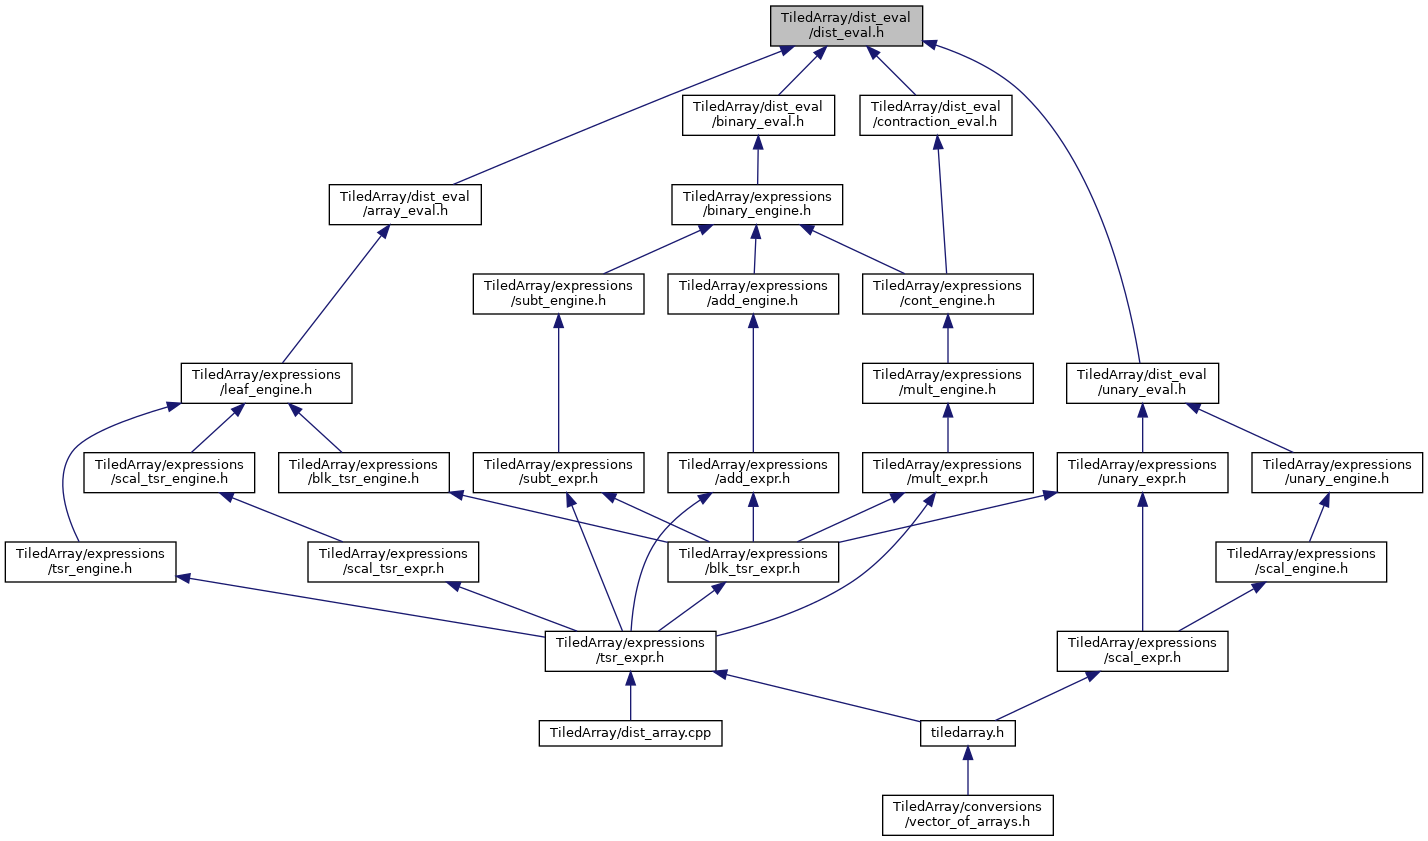 TiledArray/dist_eval
/dist_eval.h
TiledArray/dist_eval
/binary_eval.h
TiledArray/dist_eval
/contraction_eval.h
TiledArray/dist_eval
/array_eval.h
TiledArray/expressions
/binary_engine.h
TiledArray/expressions
/subt_engine.h
TiledArray/expressions
/add_engine.h
TiledArray/expressions
/cont_engine.h
TiledArray/expressions
/leaf_engine.h
TiledArray/expressions
/mult_engine.h
TiledArray/dist_eval
/unary_eval.h
TiledArray/expressions
/scal_tsr_engine.h
TiledArray/expressions
/blk_tsr_engine.h
TiledArray/expressions
/subt_expr.h
TiledArray/expressions
/add_expr.h
TiledArray/expressions
/mult_expr.h
TiledArray/expressions
/unary_expr.h
TiledArray/expressions
/unary_engine.h
TiledArray/expressions
/tsr_engine.h
TiledArray/expressions
/scal_tsr_expr.h
TiledArray/expressions
/blk_tsr_expr.h
TiledArray/expressions
/scal_engine.h
TiledArray/expressions
/tsr_expr.h
TiledArray/expressions
/scal_expr.h
TiledArray/dist_array.cpp
tiledarray.h
TiledArray/conversions
/vector_of_arrays.h